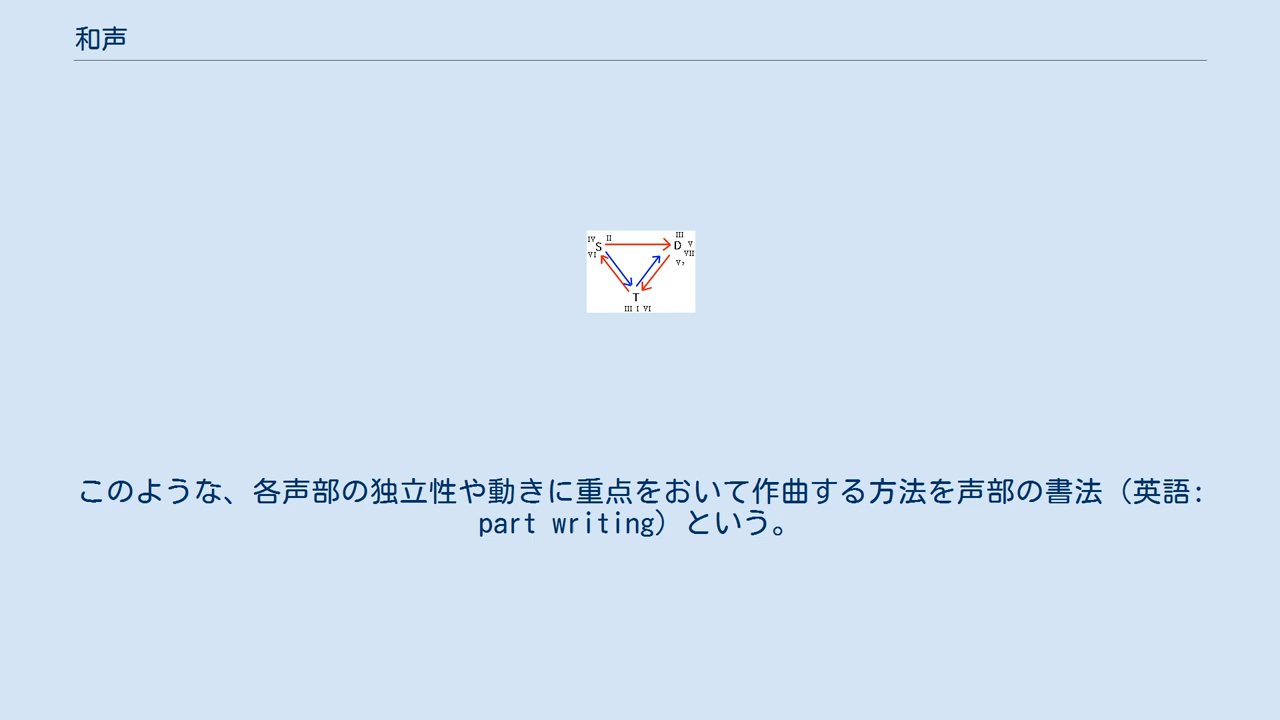 和声
IV II III
S D V
VI VII
V,
T
III I VI
このような、各声部の独立性や動きに重点をおいて作曲する方法を声部の書法（英語:
part writing）という。